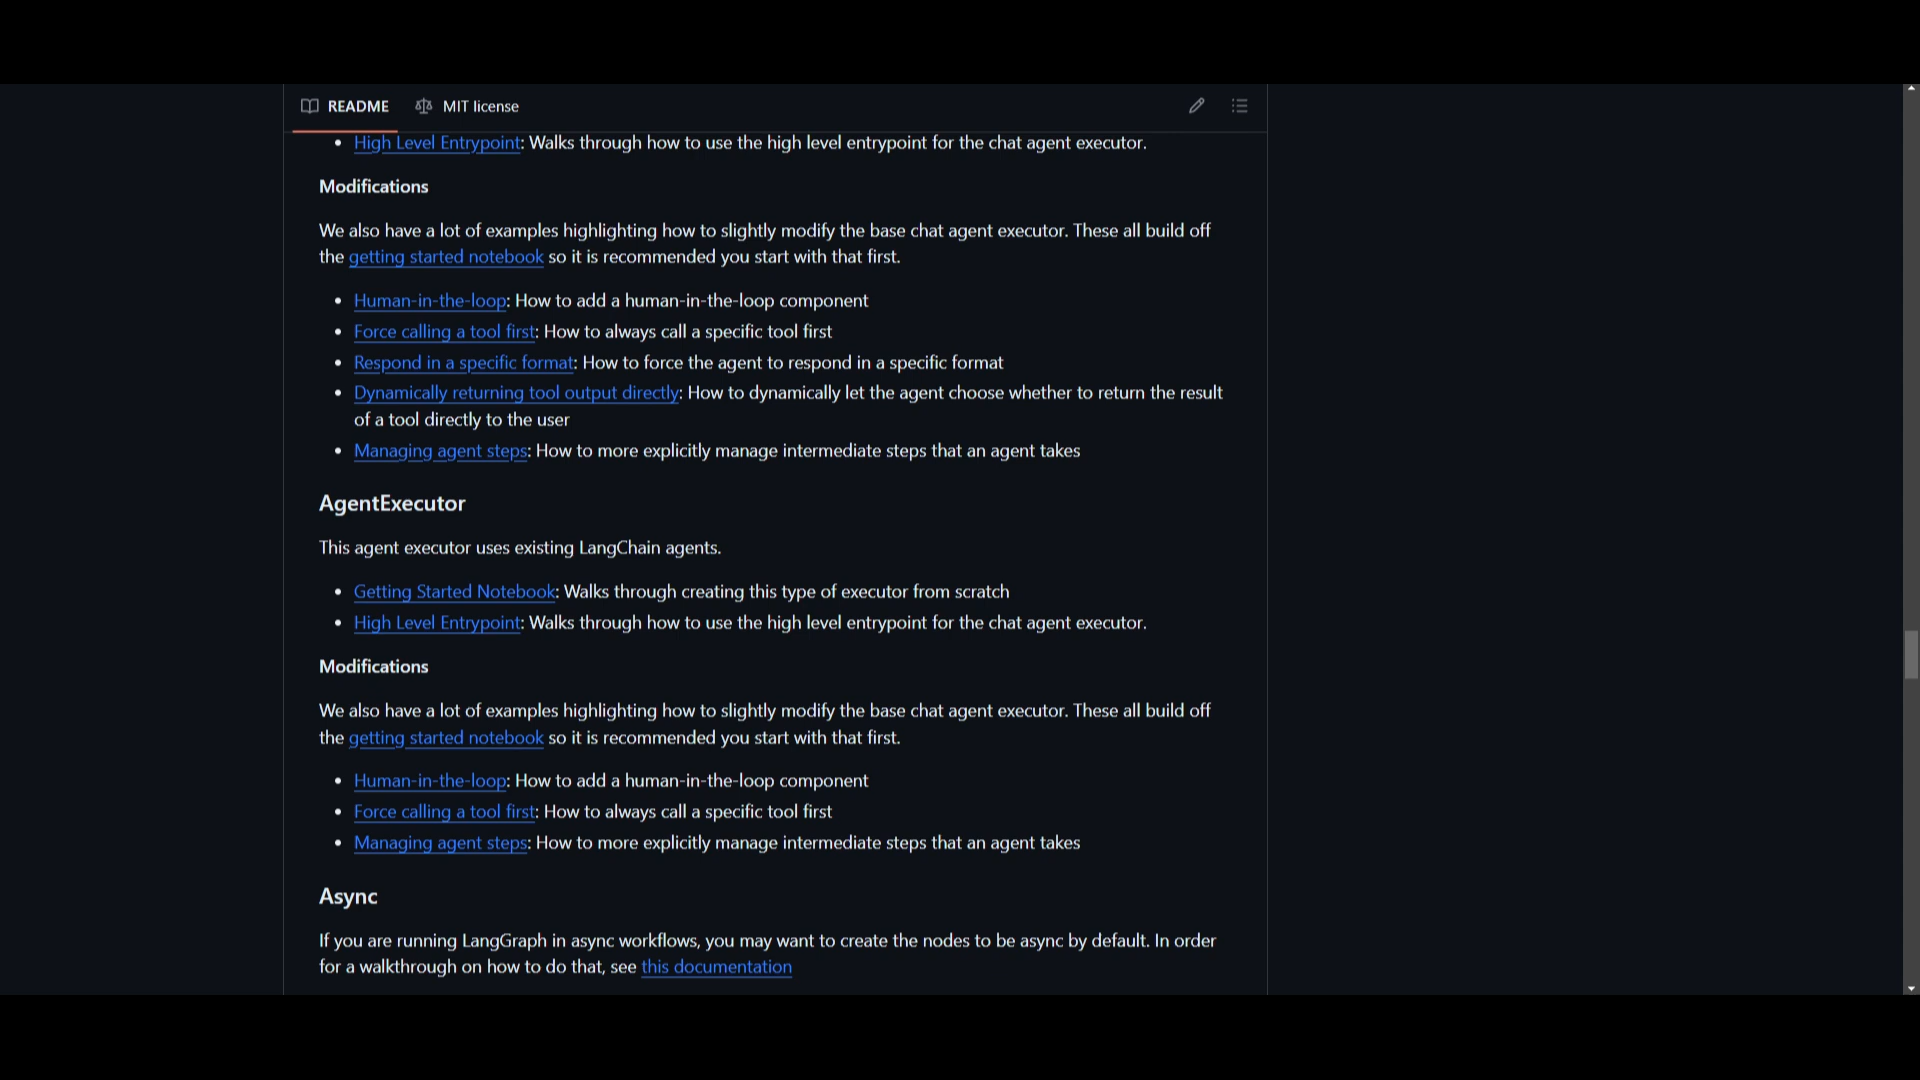 README MIT license
High Level Entrypoint: Walks through how to use the high level entrypoint for the chat agent executor.
Modifications
We also have a lot of examples highlighting how to slightly modify the base chat agent executor. These all build off
the getting started notebook so it is recommended you start with that first.
Human-in-the-loop: How to add a human-in-the-loop component
Force calling a tool first: How to always call a specific tool first
Respond in a specific format: How to force the agent to respond in a specific format
Dynamically returning tool output directly: How to dynamically let the agent choose whether to return the result
of a tool directly to the user
Managing agent steps: How to more explicitly manage intermediate steps that an agent takes
AgentExecutor
This agent executor uses existing LangChain agents.
Getting Started Notebook: Walks through creating this type of executor from scratch
High Level Entrypoint: Walks through how to use the high level entrypoint for the chat agent executor.
Modifications
We also have a lot of examples highlighting how to slightly modify the base chat agent executor. These all build off
the getting started notebook so it is recommended you start with that first.
Human-in-the-loop: How to add a human-in-the-loop component
Force calling a tool first: How to always call a specific tool first
Managing agent steps: How to more explicitly manage intermediate steps that an agent takes
Async
If you are running LangGraph in async workflows, you may want to create the nodes to be async by default. In order
for a walkthrough on how to do that, see this documentation